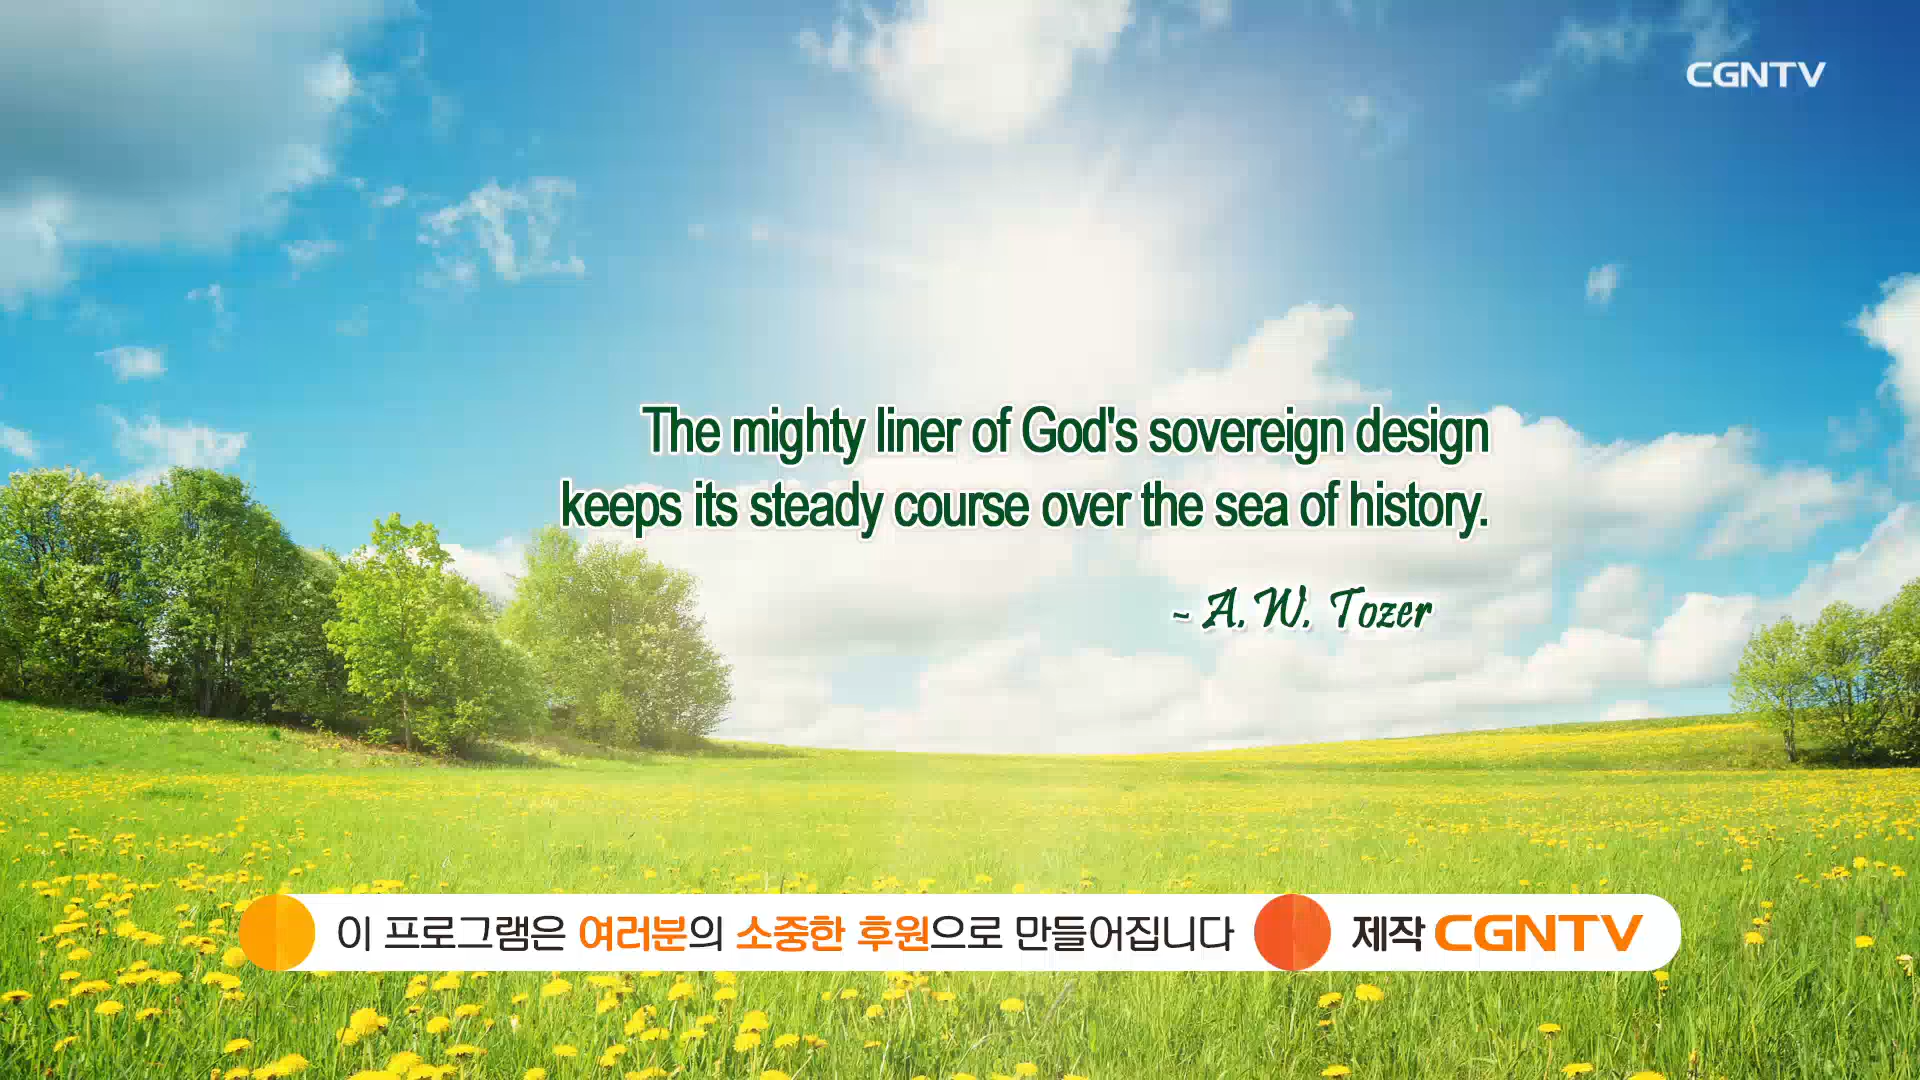 CGNTV
The mighty liner of God's sovereign design
keeps its steady course over the sea of history.
- A.W. Tozer
이 프로그램은 여러분의 소중한 후원으로 만들어집니다 제작 CGNTV